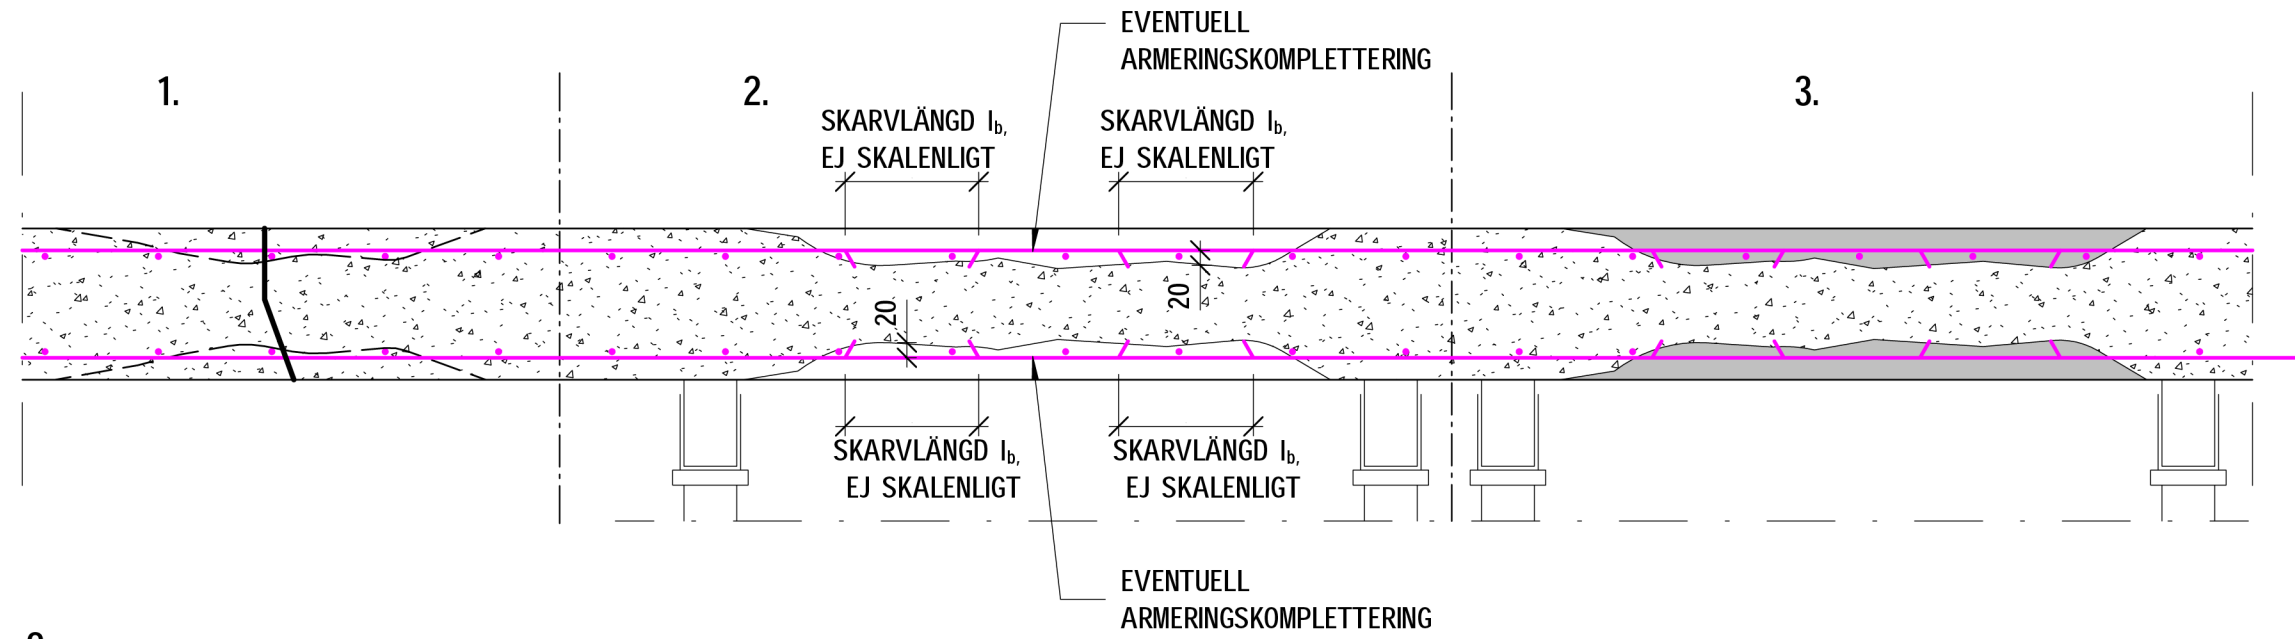 EVENTUELL
ARMERINGSKOMPLETTERING
1.
2.
3.
SKARVLÄNGD lb,
EJ SKALENLIGT
SKARVLÄNGD lb,
EJ SKALENLIGT
20
20
SKARVLÄNGD lb,
EJ SKALENLIGT
SKARVLÄNGD lb,
EJ SKALENLIGT
EVENTUELL
ARMERINGSKOMPLETTERING